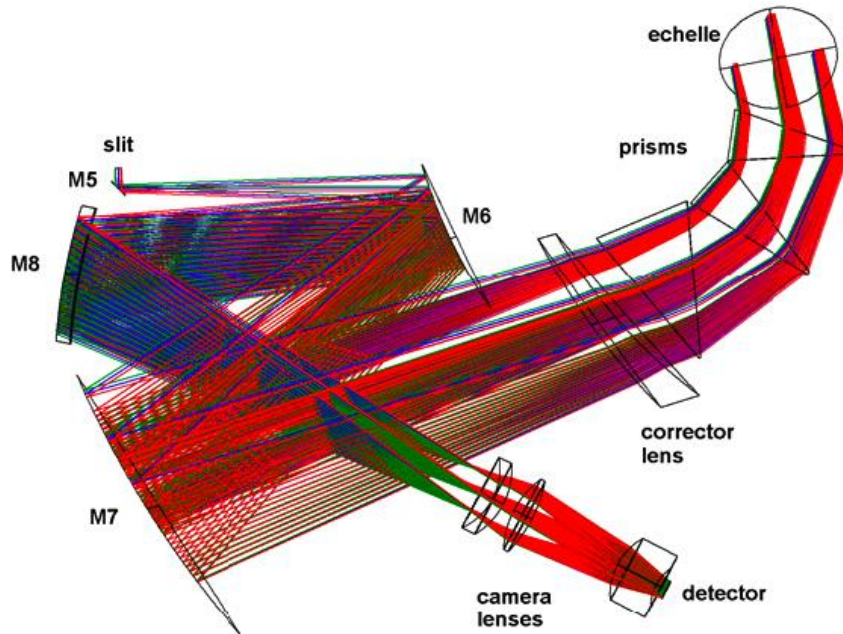 echelle
prisms
slit
M5
M6
M8
corrector
lens
M7
camera
lenses
detector